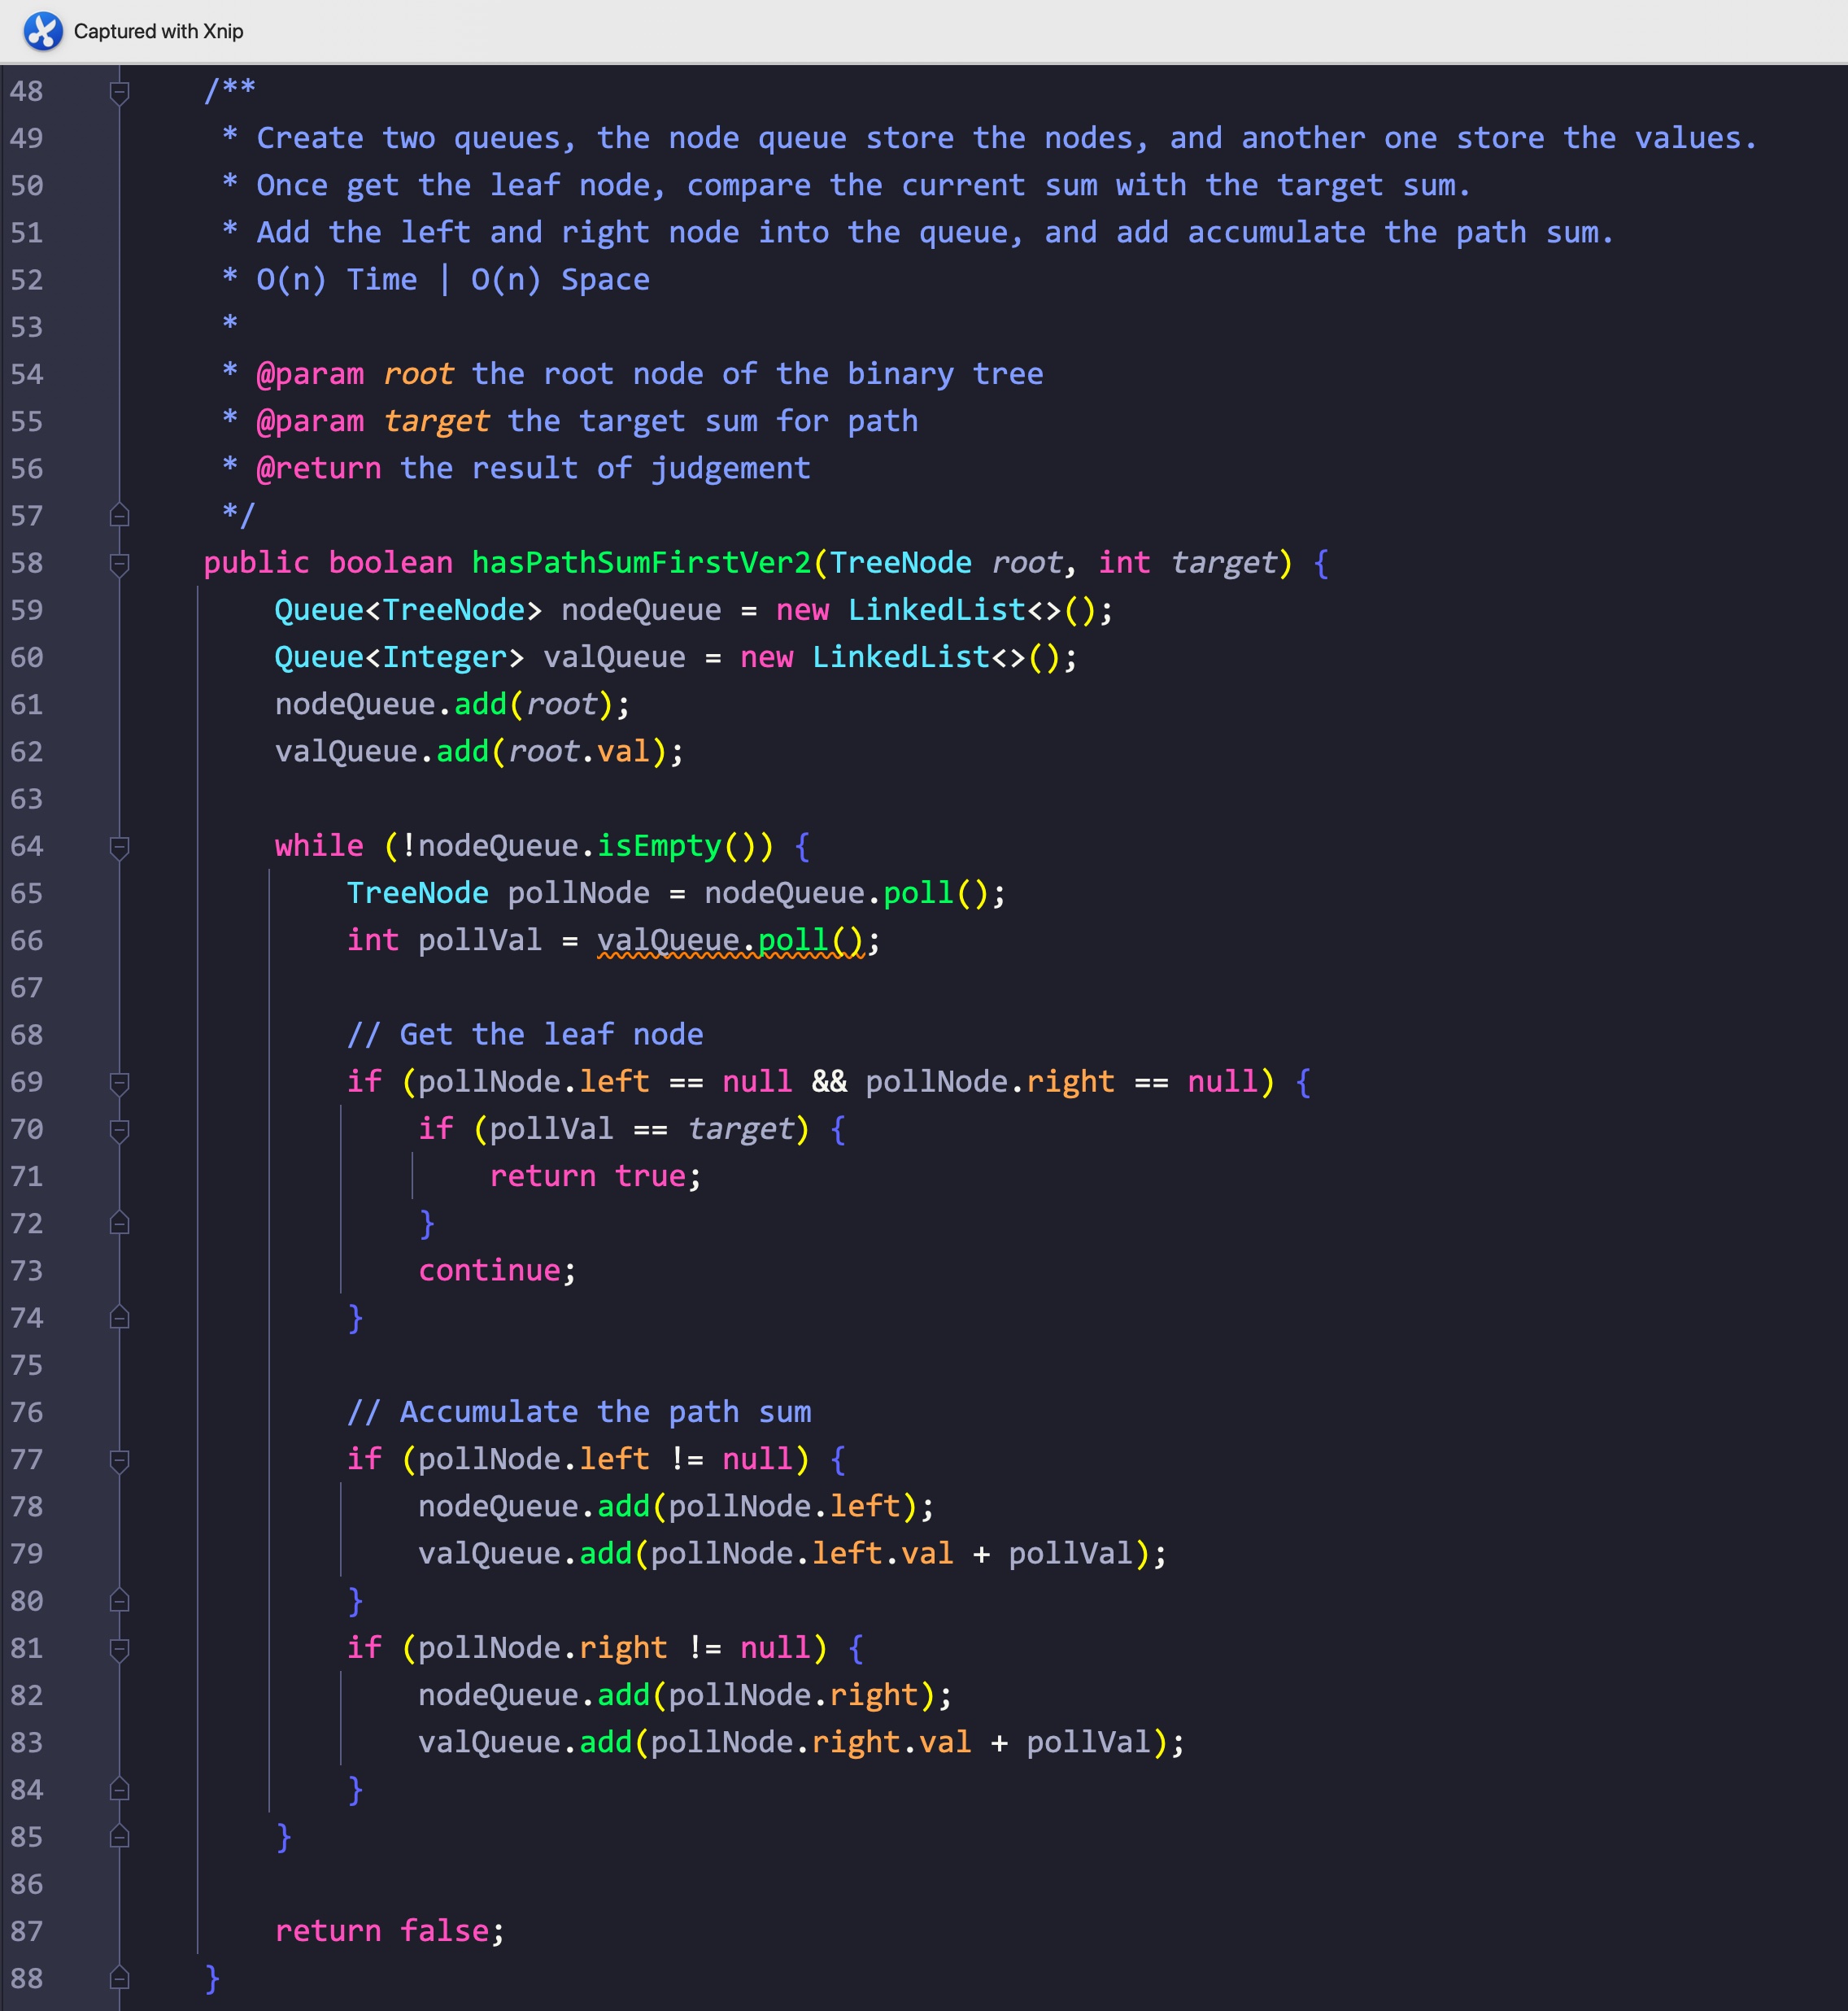 Captured with Xnip
48 /**
49 * Create two queues, the node queue store the nodes, and another one store the values.
50 * Once get the leaf node, compare the current sum with the target sum.
51 * Add the left and right node into the queue, and add accumulate the path sum.
52 * O(n) Time | O(n) Space
53 *
54 * @param root the root node of the binary tree
55 * @param target the target sum for path
56 * @return the result of judgement
57 */
58 public boolean hasPathSumFirstVer2(TreeNode root, int target) {
59 Queue<TreeNode> nodeQueue = new LinkedList<>();
60 Queue<Integer> valQueue = new LinkedList<>();
61 nodeQueue.add(root);
62 valQueue.add(root.val);
63
64 while (!nodeQueue.isEmpty()) {
65 TreeNode pollNode = nodeQueue.poll();
66 int pollVal = valQueue.poll();
67
68 // Get the leaf node
69 if (pollNode.left == null && pollNode.right == null) {
70 if (pollVal == target) {
71 return true;
72 }
73 continue;
74 }
75
76 // Accumulate the path sum
77 if (pollNode.left != null) {
78 nodeQueue.add(pollNode.left);
79 valQueue.add(pollNode.left.val + pollVal);
80 }
81 if (pollNode.right != null) {
82 nodeQueue.add(pollNode.right);
83 valQueue.add(pollNode.right.val + pollVal);
84 }
85 }
86
87 return false;
88 }